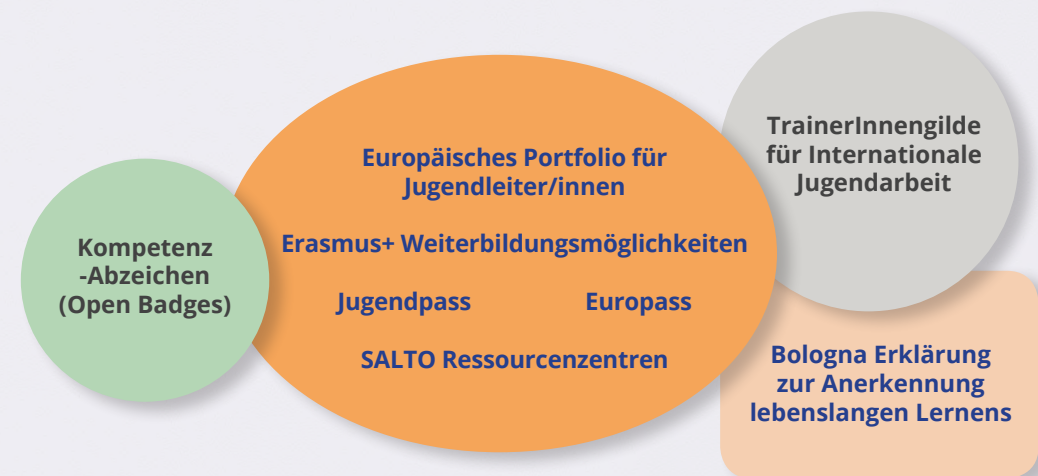 Kompetenz
-Abzeichen
(Open Badges)
Europäisches Portfolio für
Jugendleiter/innen
Erasmus+ Weiterbildungsmöglichkeiten
Jugendpass Europass
SALTO Ressourcenzentren
TrainerInnengilde
für Internationale
Jugendarbeit
Bologna Erklärung
zur Anerkennung
lebenslangen Lernens